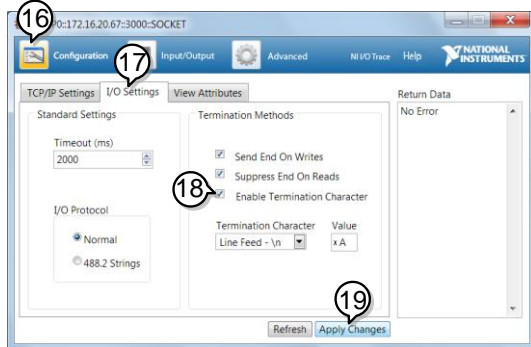 16
0::172.16.20.67::3000::SOCKET
Configuration
Input/Output
Advanced
NI I/O Trace
Help
NATIONAL
INSTRUMENTS
17
TCP/IP Settings
I/O Settings
View Attributes
Return Data
No Error
Standard Settings
Timeout (ms)
2000
I/O Protocol
Normal
488.2 Strings
Termination Methods
Send End On Writes
Suppress End On Reads
18
Enable Termination Character
Termination Character Value
Line Feed - \n x A
19
Refresh Apply Changes